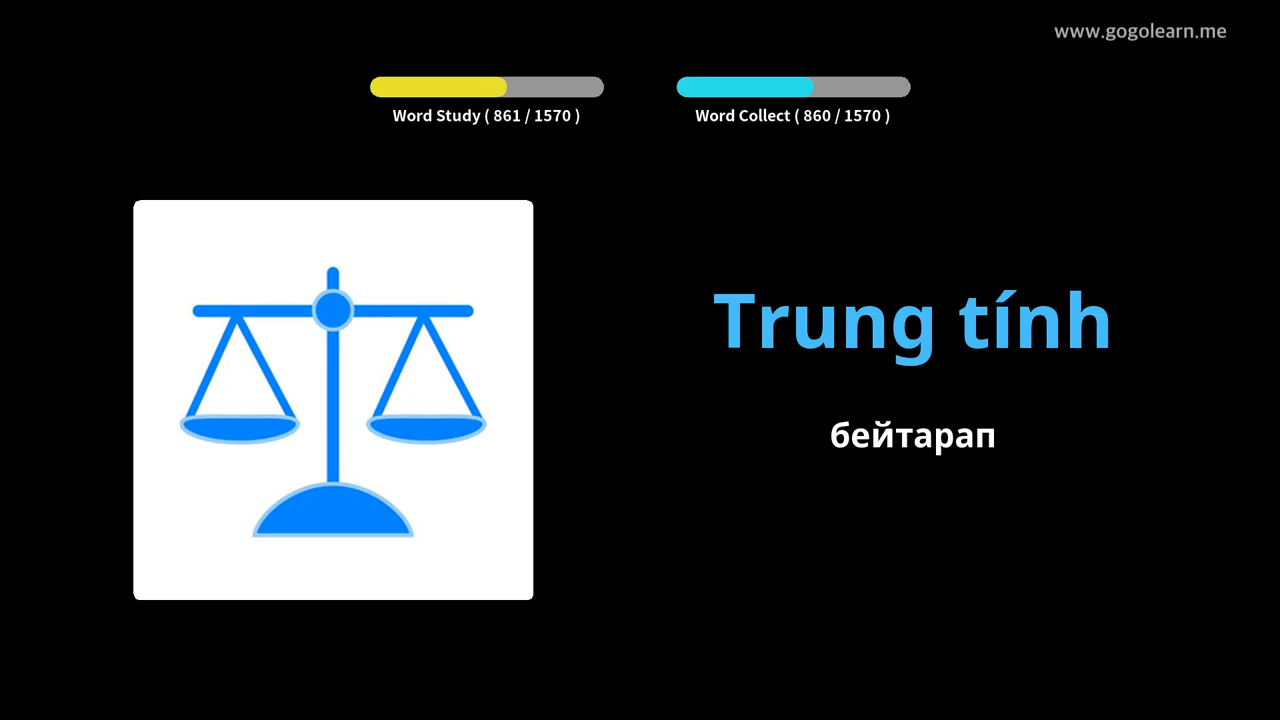 www.gogolearn.me
Word Study ( 861 / 1570 )
Word Collect ( 860 / 1570 )
Trung tính
бейтарап